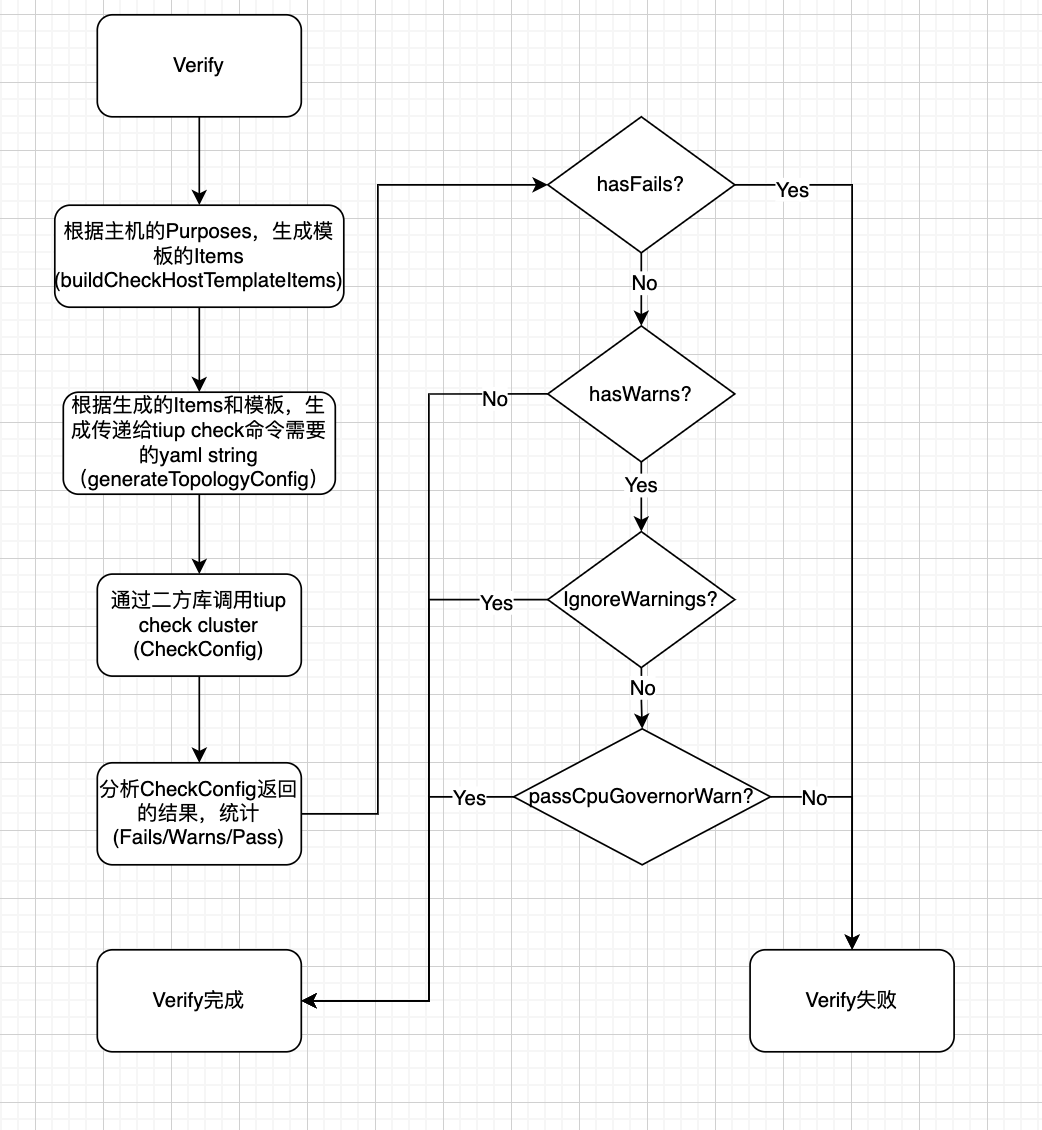 Verify
根据主机的Purposes，生成模
板的Items
(buildCheckHostTemplateItems)
根据生成的Items和模板，生
成传递给tiup check命令需要
的yaml string
（generateTopologyConfig）
通过二方库调用tiup
check cluster
(CheckConfig)
分析CheckConfig返回
的结果，统计
(Fails/Warns/Pass)
hasFails?
Yes
No
hasWarns?
No
Yes
IgnoreWarnings?
Yes
No
passCpuGovernorWarn?
Yes
No
Verify完成
Verify失败